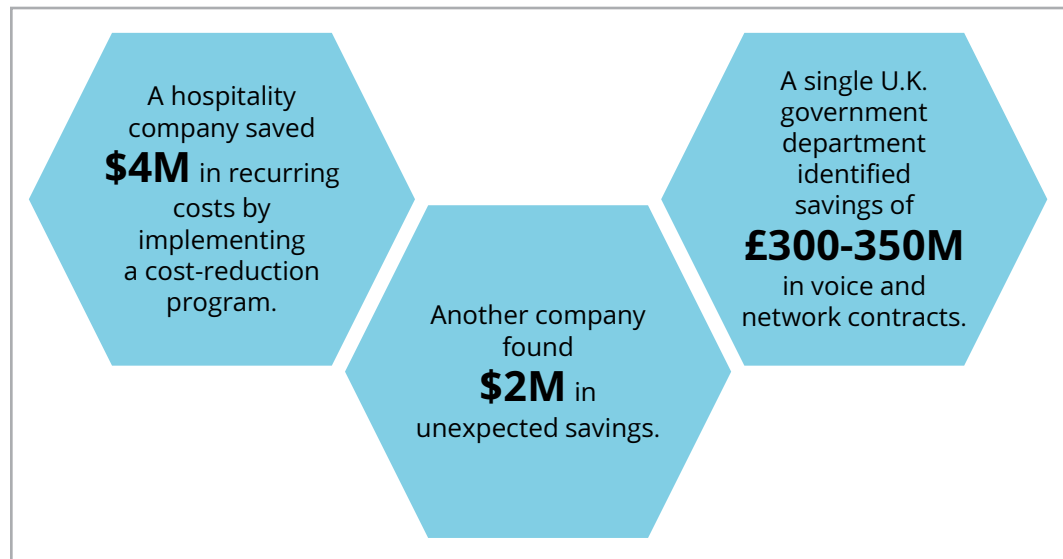 A hospitality
company saved
$4M in recurring
costs by
implementing
a cost-reduction
program.
Another company
found
$2M in
unexpected savings.
A single U.K.
government
department
identified
savings of
£300-350M
in voice and
network contracts.